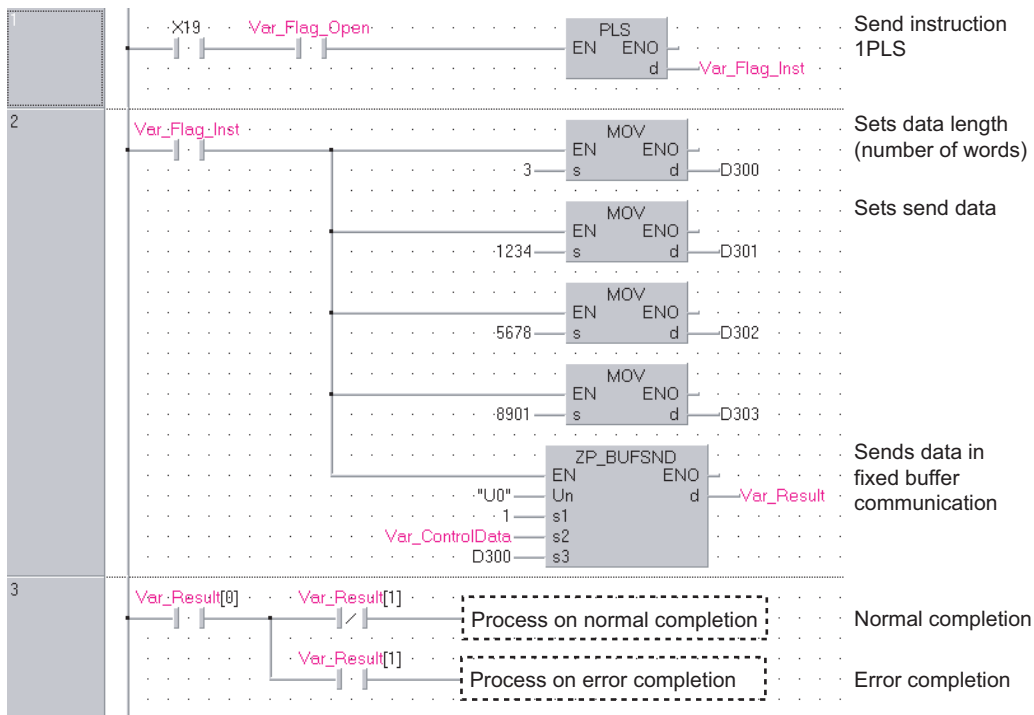 1
X19 Var_Flag_Open PLS Send instruction
EN ENO 1PLS
d Var_Flag_Inst
2
Var_Flag_Inst MOV Sets data length
EN ENO (number of words)
3 s d D300
MOV Sets send data
EN ENO
1234 s d D301
MOV
EN ENO
5678 s d D302
MOV
EN ENO
8901 s d D303
ZP_BUFSND Sends data in
EN ENO fixed buffer
"U0" Un d Var_Result communication
1 s1
Var_ControlData s2
D300 s3
3
Var_Result[0] Var_Result[1] Process on normal completion Normal completion
Var_Result[1] Process on error completion Error completion